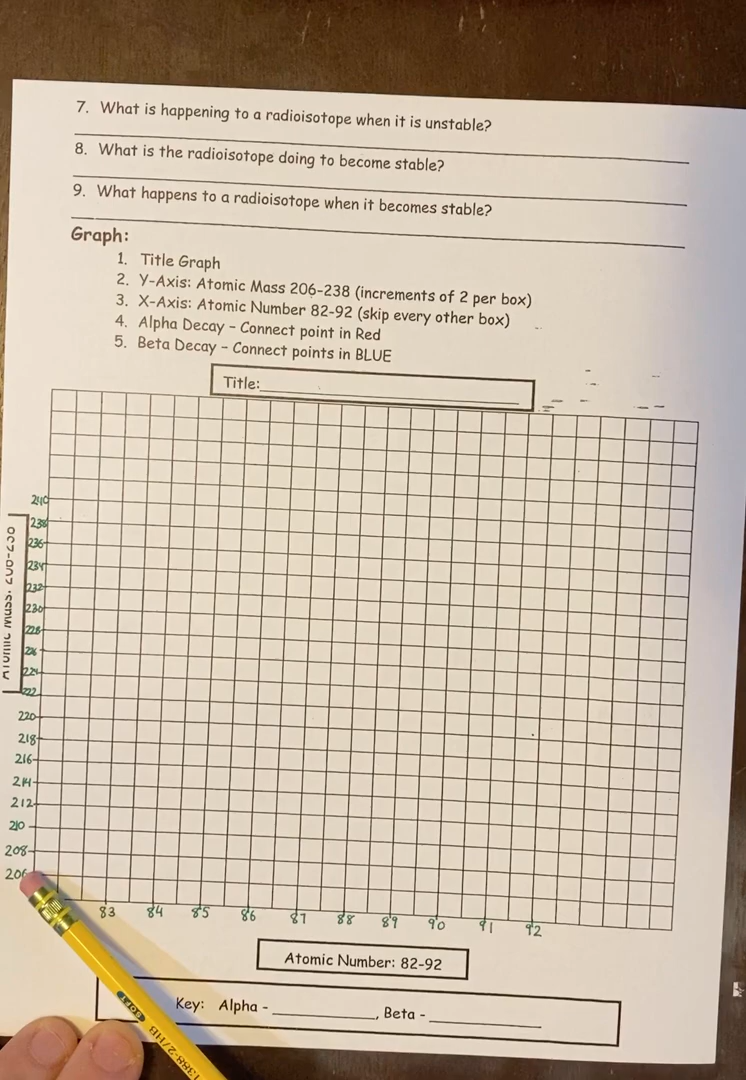 7. What is happening to a radioisotope when it is unstable?
8. What is the radioisotope doing to become stable?
9. What happens to a radioisotope when it becomes stable?
Graph:
1. Title Graph
2. Y-Axis: Atomic Mass 206-238 (increments of 2 per box)
3. X-Axis: Atomic Number 82-92 (skip every other box)
4. Alpha Decay – Connect point in Red
5. Beta Decay – Connect points in BLUE
Title:
240
238
236
234
232
230
228
226
224
222
220
218
216
214
212
210
208
206
83 84 85 86 87 88 89 90 91 92
Atomic Number: 82-92
Key: Alpha - , Beta -